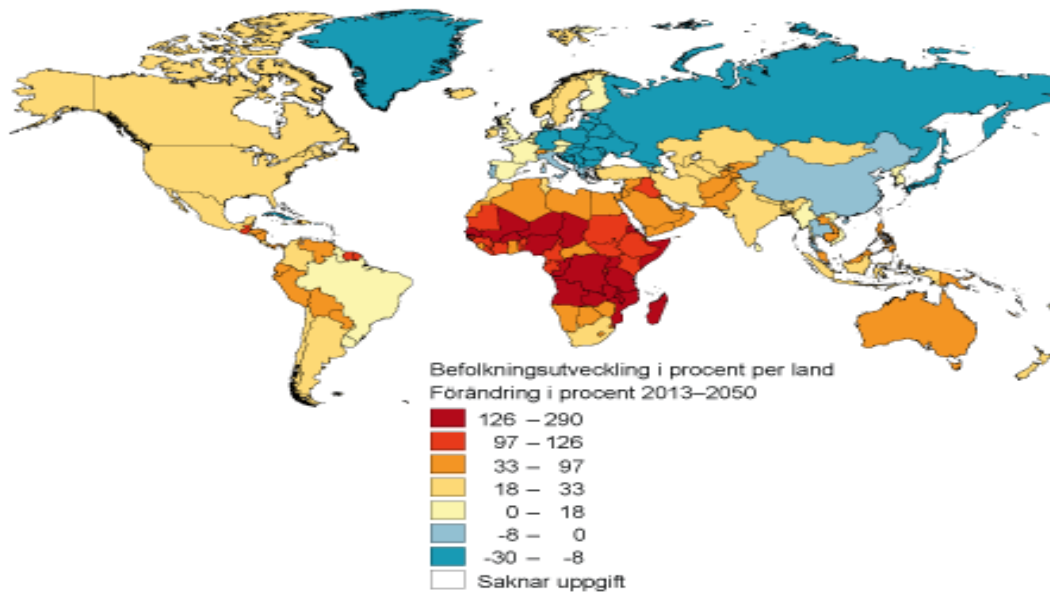 Befolkningsutveckling i procent per land
Förändring i procent 2013–2050
126 – 290
97 – 126
33 – 97
18 – 33
0 – 18
-8 – 0
-30 – -8
Saknar uppgift